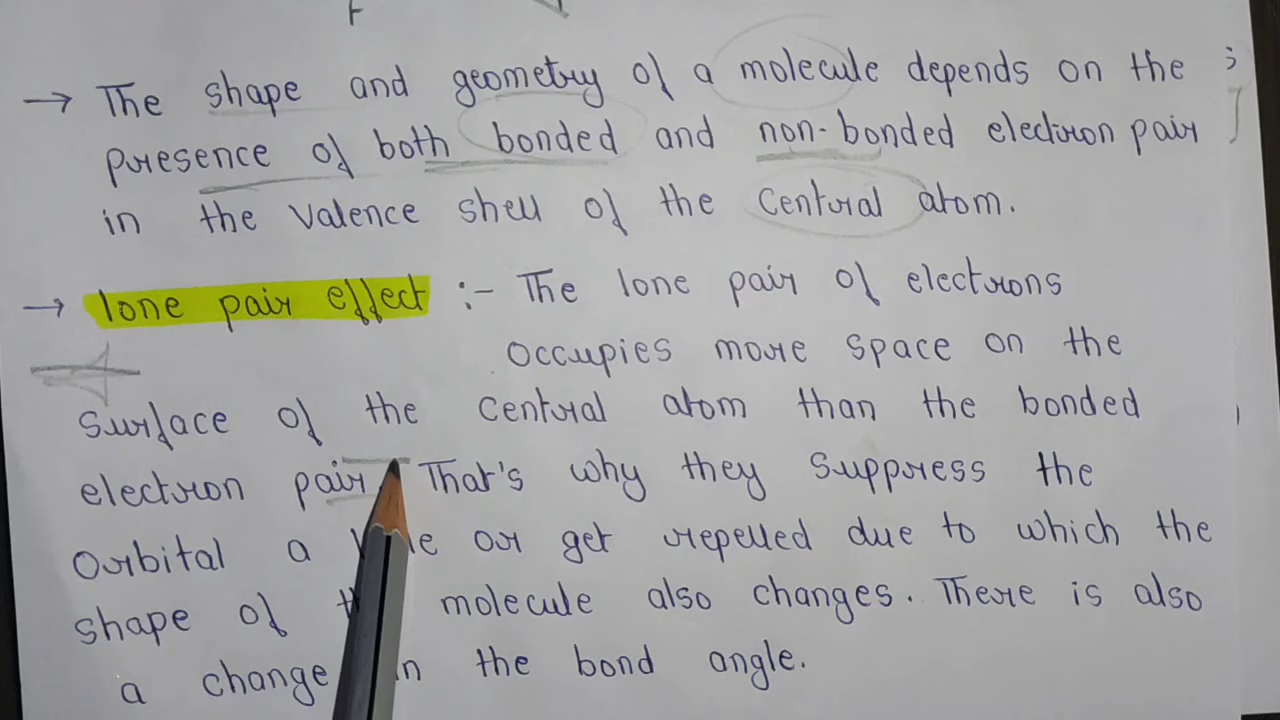 F
→ The shape and geometry of a molecule depends on the ;
presence of both bonded and non-bonded electron pair
in the valence shell of the central atom.
→ lone pair effect :- The lone pair of electrons
occupies more space on the
surface of the central atom than the bonded
electron pair. That's why they suppress the
orbital a or get repelled due to which the
shape of molecule also changes. There is also
a change in the bond angle.